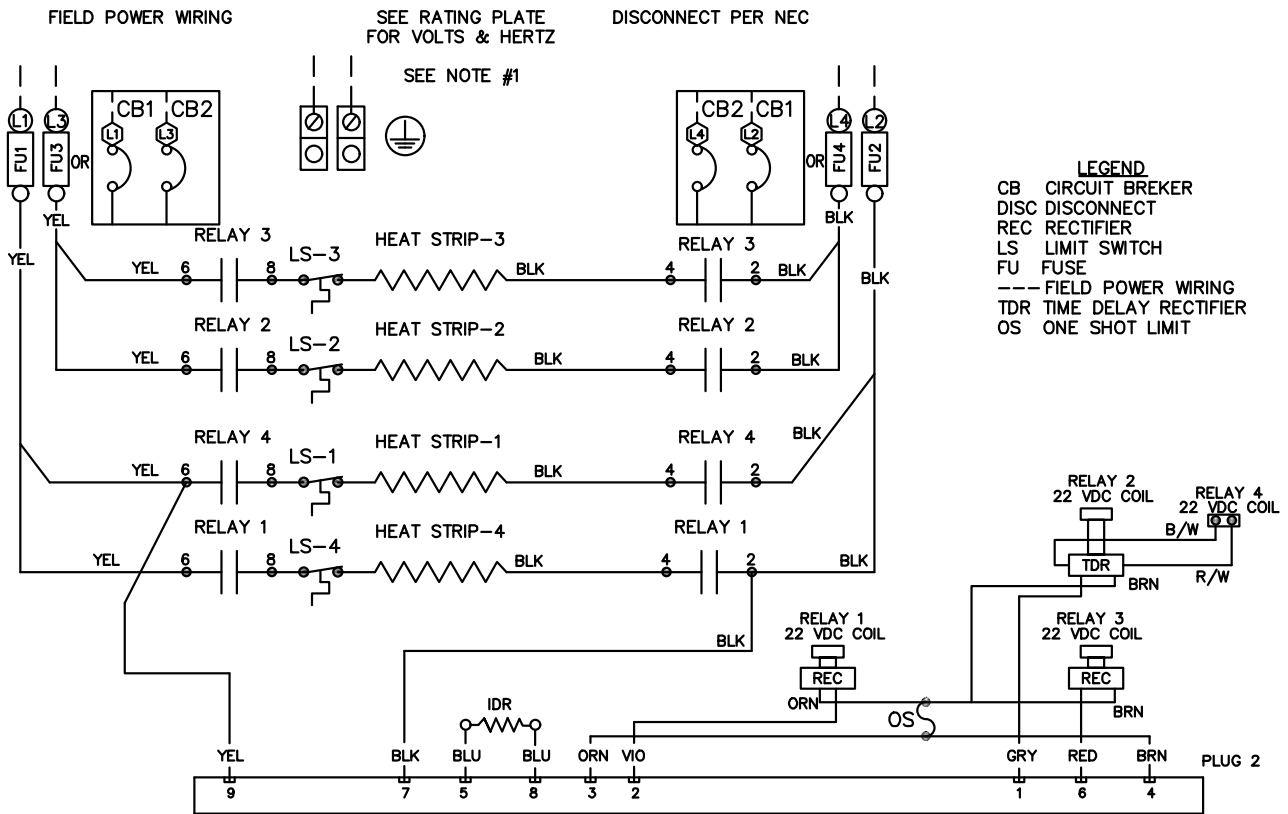 FIELD POWER WIRING
SEE RATING PLATE
FOR VOLTS & HERTZ
DISCONNECT PER NEC
SEE NOTE #1
L1
L3
CB1
CB2
CB2
CB1
L4
L2
L1
L3
L4
L2
FU1
FU3
OR
OR
FU4
FU2
LEGEND
CB CIRCUIT BREKER
DISC DISCONNECT
REC RECTIFIER
LS LIMIT SWITCH
FU FUSE
--- FIELD POWER WIRING
TDR TIME DELAY RECTIFIER
OS ONE SHOT LIMIT
YEL
YEL
BLK
BLK
RELAY 3
LS-3
HEAT STRIP-3
RELAY 3
YEL
6
8
BLK
4
2
BLK
RELAY 2
LS-2
HEAT STRIP-2
RELAY 2
YEL
6
8
BLK
4
2
BLK
RELAY 4
LS-1
HEAT STRIP-1
RELAY 4
BLK
YEL
6
8
BLK
4
2
RELAY 1
LS-4
HEAT STRIP-4
RELAY 1
YEL
6
8
BLK
4
2
BLK
RELAY 2
22 VDC COIL
RELAY 4
22 VDC COIL
B/W
TDR
R/W
BRN
RELAY 1
22 VDC COIL
RELAY 3
22 VDC COIL
BLK
REC
REC
ORN
OS
BRN
IDR
YEL
BLK
BLU
BLU
ORN
VIO
GRY
RED
BRN
PLUG 2
9
7
5
8
3
2
1
6
4